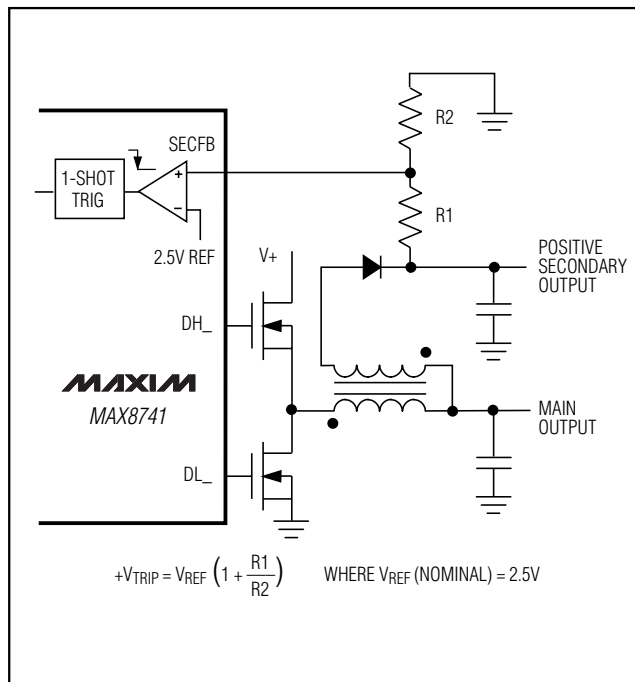 R2
SECFB
+
1-SHOT
TRIG
−
R1
2.5V REF
V+
POSITIVE
SECONDARY
OUTPUT
DH_
MAXIM
MAX8741
MAIN
OUTPUT
DL_
+VTRIP = VREF (1 + R1/R2) WHERE VREF (NOMINAL) = 2.5V